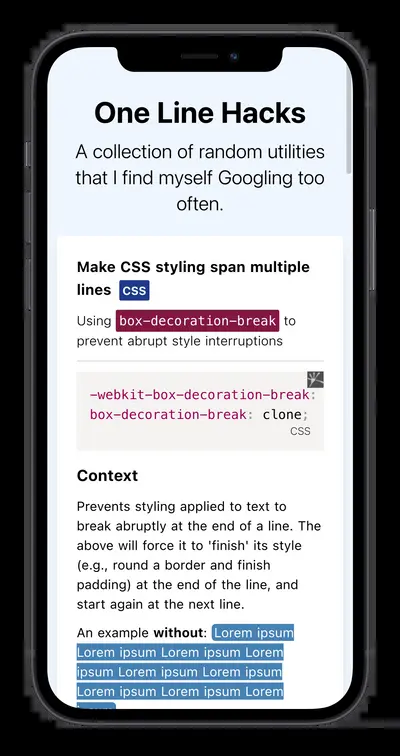 One Line Hacks
A collection of random utilities
that I find myself Googling too
often.
Make CSS styling span multiple
lines css
Using box-decoration-break to
prevent abrupt style interruptions
-webkit-box-decoration-break:
box-decoration-break: clone;
CSS
Context
Prevents styling applied to text to
break abruptly at the end of a line. The
above will force it to 'finish' its style
(e.g., round a border and finish
padding) at the end of the line, and
start again at the next line.
An example without: Lorem ipsum
Lorem ipsum Lorem ipsum Lorem
ipsum Lorem ipsum Lorem ipsum
Lorem ipsum Lorem ipsum Lorem